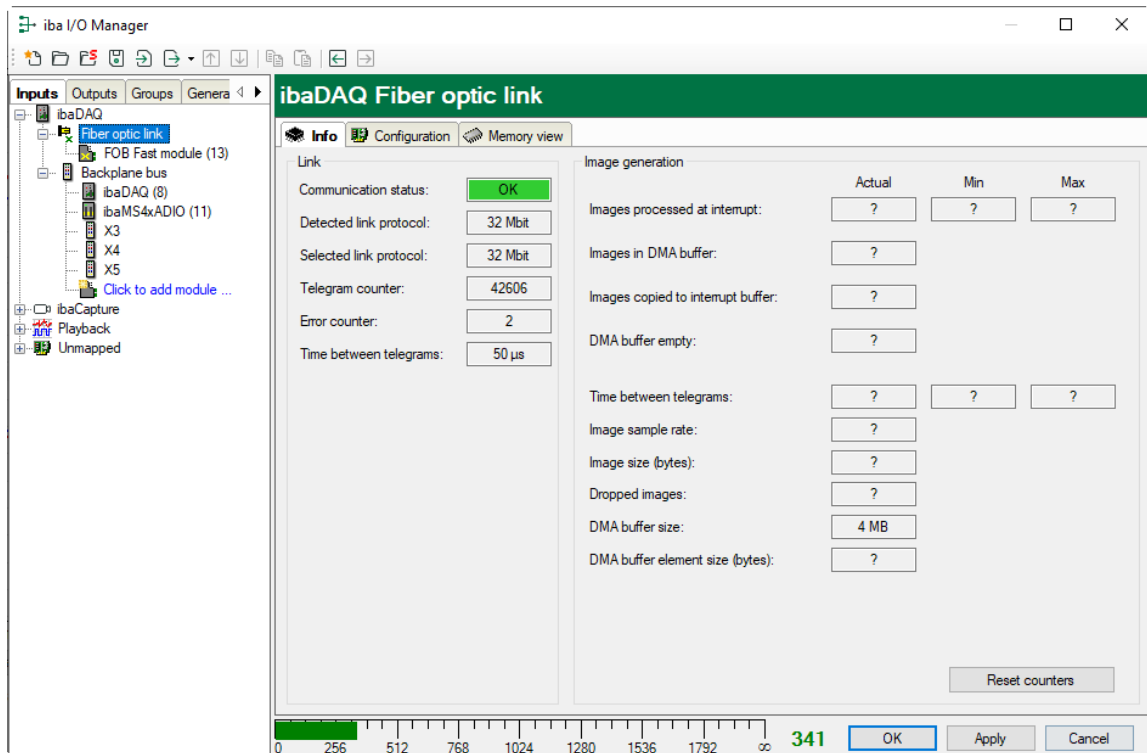 iba I/O Manager
Inputs Outputs Groups Genera
ibaDAQ
Fiber optic link
FOB Fast module (13)
Backplane bus
ibaDAQ (8)
ibaMS4xADIO (11)
X3
X4
X5
Click to add module ...
ibaCapture
Playback
Unmapped
ibaDAQ Fiber optic link
Info Configuration Memory view
Link
Communication status: OK
Detected link protocol: 32 Mbit
Selected link protocol: 32 Mbit
Telegram counter: 42606
Error counter: 2
Time between telegrams: 50 µs
Image generation
Actual Min Max
Images processed at interrupt: ? ? ?
Images in DMA buffer: ?
Images copied to interrupt buffer: ?
DMA buffer empty: ?
Time between telegrams: ? ? ?
Image sample rate: ?
Image size (bytes): ?
Dropped images: ?
DMA buffer size: 4 MB
DMA buffer element size (bytes): ?
Reset counters
0 256 512 768 1024 1280 1536 1792 ∞
341
OK Apply Cancel